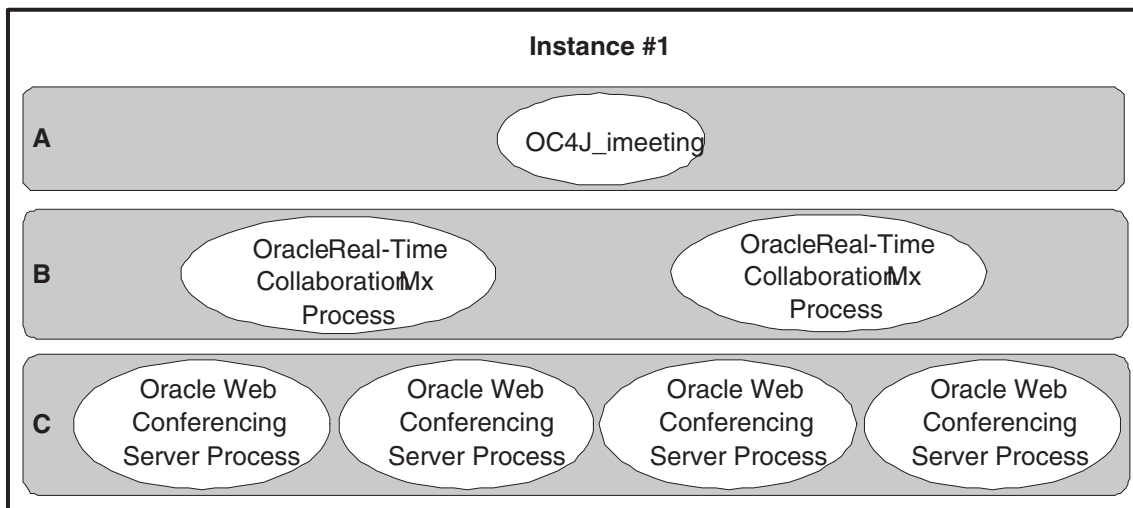 Instance #1
A
OC4J_imeeting
B
OracleReal-Time
CollaborationMx
Process
OracleReal-Time
CollaborationMx
Process
C
Oracle Web
Conferencing
Server Process
Oracle Web
Conferencing
Server Process
Oracle Web
Conferencing
Server Process
Oracle Web
Conferencing
Server Process